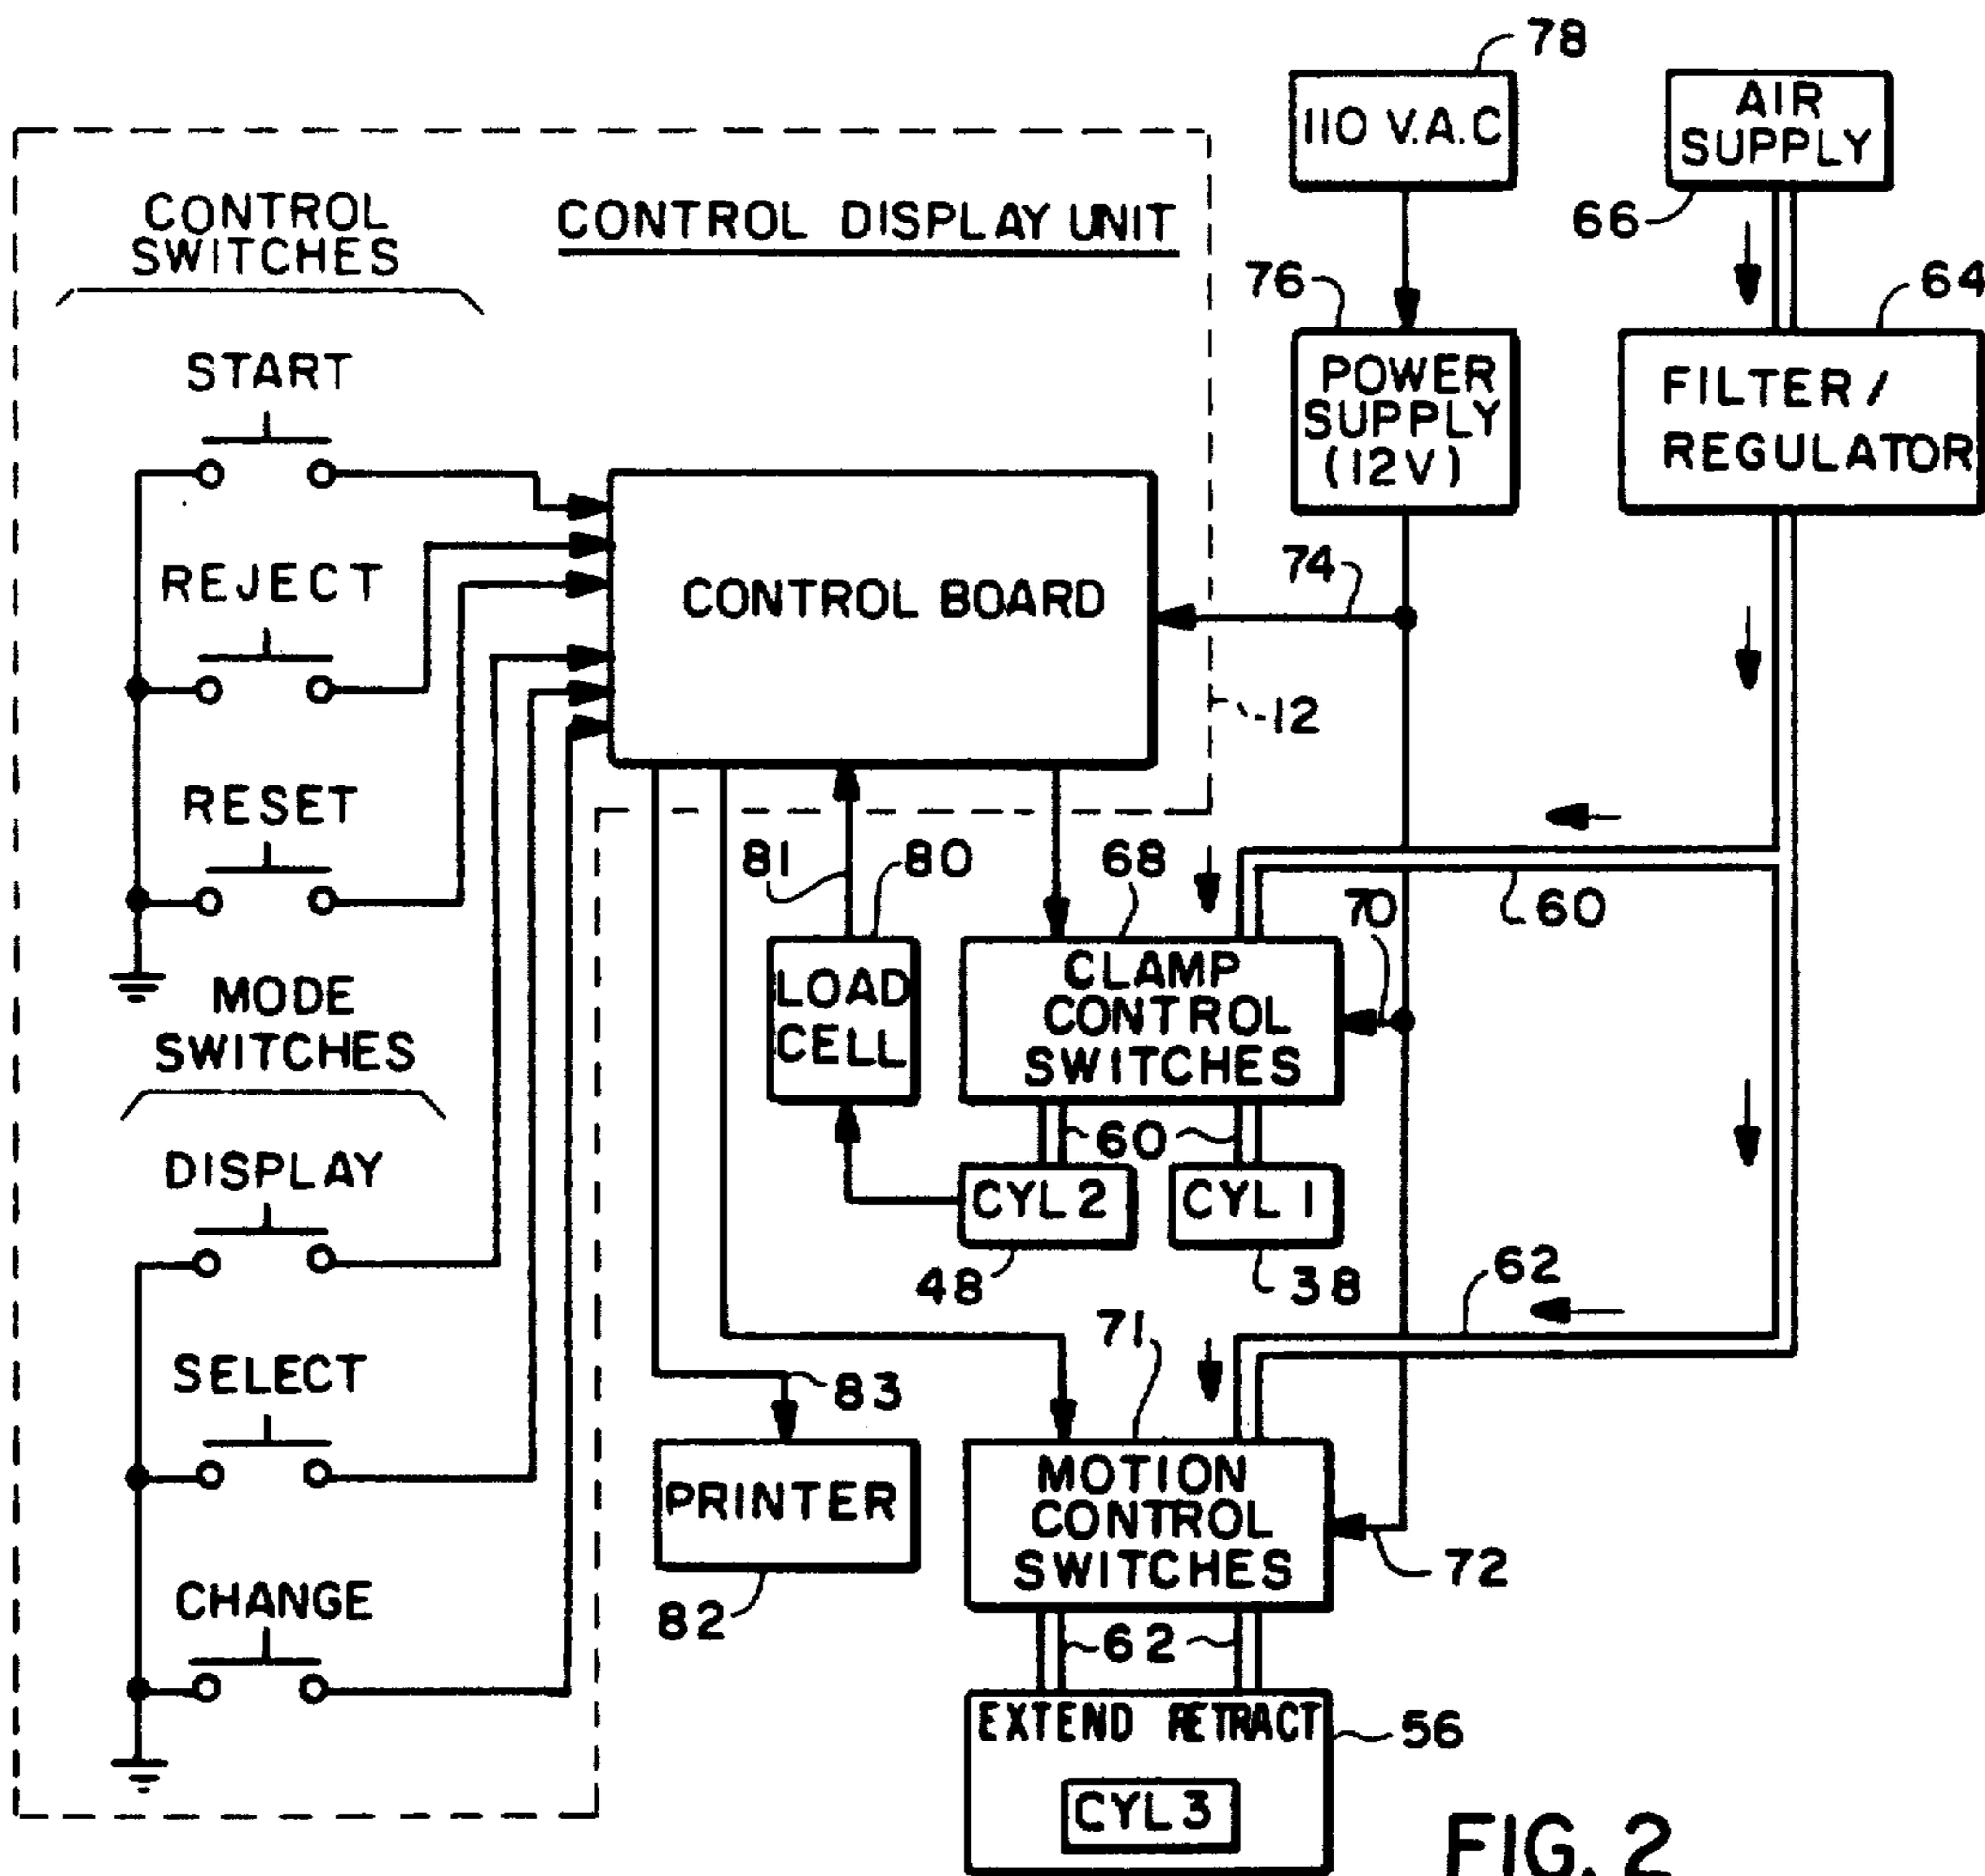 78
110 V.A.C
AIR
SUPPLY
66
CONTROL
SWITCHES
CONTROL DISPLAY UNIT
76
64
START
POWER
SUPPLY
(12V)
FILTER/
REGULATOR
REJECT
CONTROL BOARD
74
12
RESET
81
80
68
70
60
MODE
SWITCHES
LOAD
CELL
CLAMP
CONTROL
SWITCHES
60
DISPLAY
CYL 2
CYL 1
48
38
62
71
SELECT
83
PRINTER
MOTION
CONTROL
SWITCHES
72
CHANGE
82
62
EXTEND RETRACT
56
CYL 3
FIG. 2